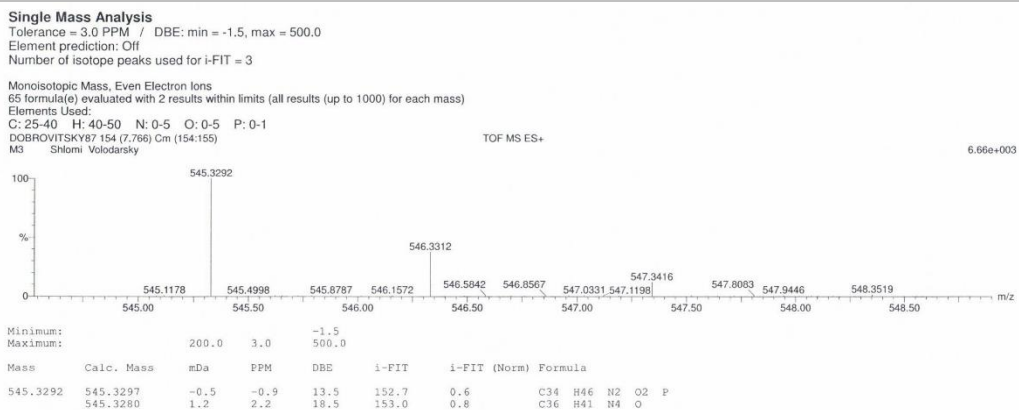 Single Mass Analysis
Tolerance = 3.0 PPM / DBE: min = -1.5, max = 500.0
Element prediction: Off
Number of isotope peaks used for i-FIT = 3
Monoisotopic Mass, Even Electron Ions
65 formula(e) evaluated with 2 results within limits (all results (up to 1000) for each mass)
Elements Used:
C: 25-40 H: 40-50 N: 0-5 O: 0-5 P: 0-1
DOBROVITSKY87 154 (7.766) Cm (154:155) TOF MS ES+
M3 Shlomi Volodarsky 6.66e+003
100
545.3292
%
546.3312
547.3416
545.1178 545.4998 545.8787 546.1572 546.5842 546.8567 547.0331 547.1198 547.8083 547.9446 548.3519
0
m/z
545.00 545.50 546.00 546.50 547.00 547.50 548.00 548.50
Minimum: -1.5
Maximum: 200.0 3.0 500.0
Mass Calc. Mass mDa PPM DBE i-FIT i-FIT (Norm) Formula
545.3292 545.3297 -0.5 -0.9 13.5 152.7 0.6 C34 H46 N2 O2 P
545.3280 1.2 2.2 18.5 153.0 0.8 C36 H41 N4 O